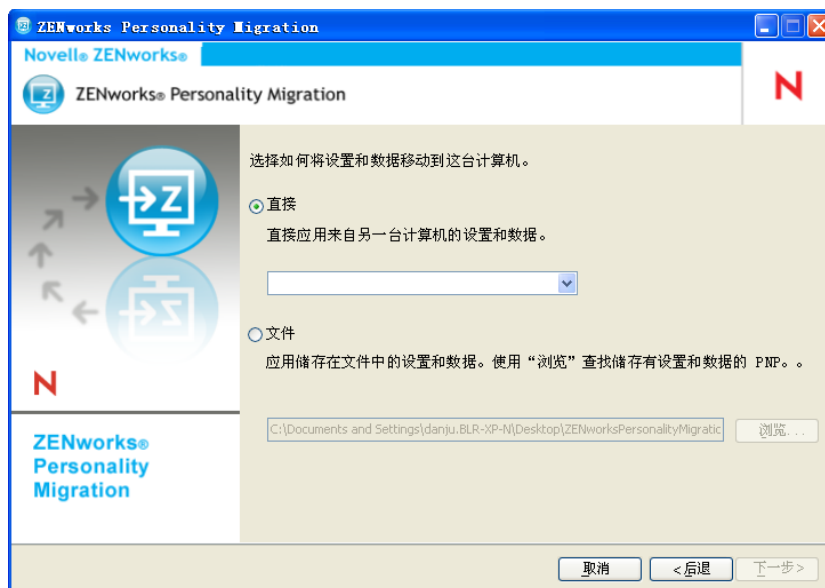 ZENworks Personality Migration
Novell® ZENworks®
ZENworks® Personality Migration
N
选择如何将设置和数据移动到这台计算机。
直接
直接应用来自另一台计算机的设置和数据。
文件
应用储存在文件中的设置和数据。使用“浏览”查找储存有设置和数据的 PNP。。
C:\Documents and Settings\danju.BLR-XP-N\Desktop\ZENworksPersonalityMigratic
浏览...
Z
N
ZENworks®
Personality
Migration
取消
<后退
下一步>